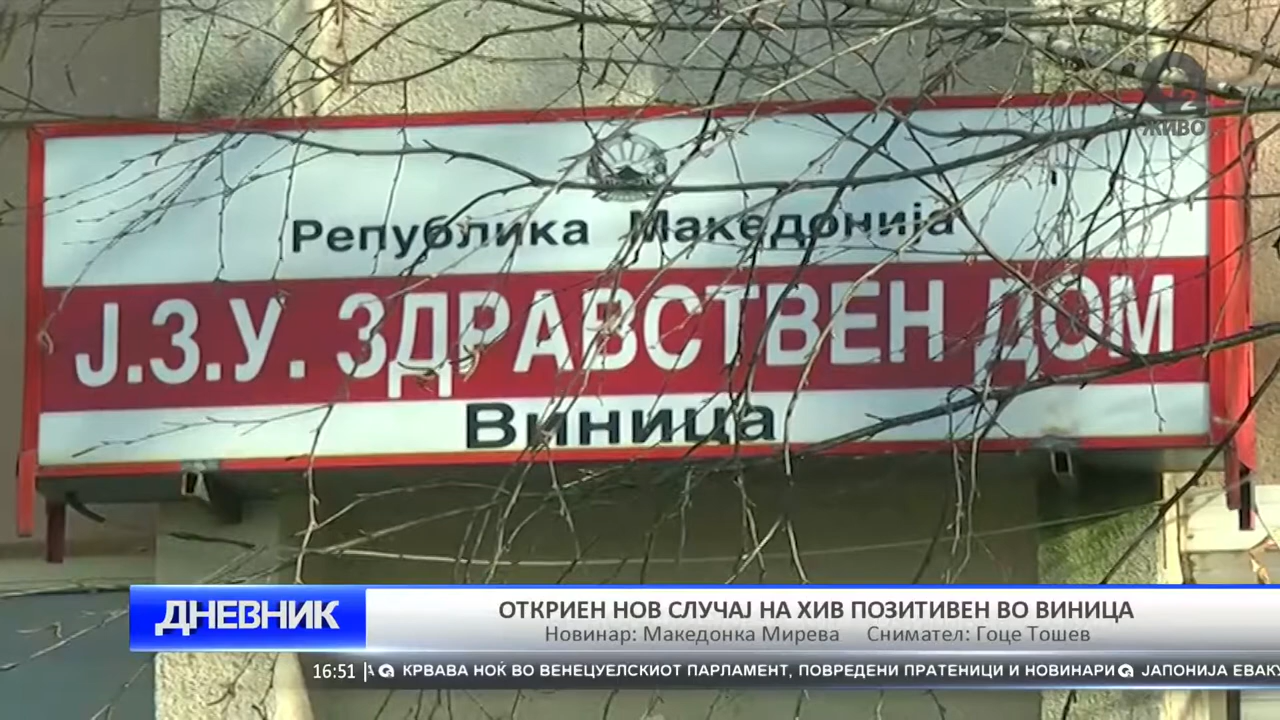 ЖИВО
Република Македонија
Ј.З.У. ЗДРАВСТВЕН ДОМ
Виница
ДНЕВНИК
ОТКРИЕН НОВ СЛУЧАЈ НА ХИВ ПОЗИТИВЕН ВО ВИНИЦА
Новинар: Македонка Мирева Снимател: Гоце Тошев
16:51 КРВАВА НОЌ ВО ВЕНЕЦУЕЛСКИОТ ПАРЛАМЕНТ, ПОВРЕДЕНИ ПРАТЕНИЦИ И НОВИНАРИ ЈАПОНИЈА ЕВАКУ